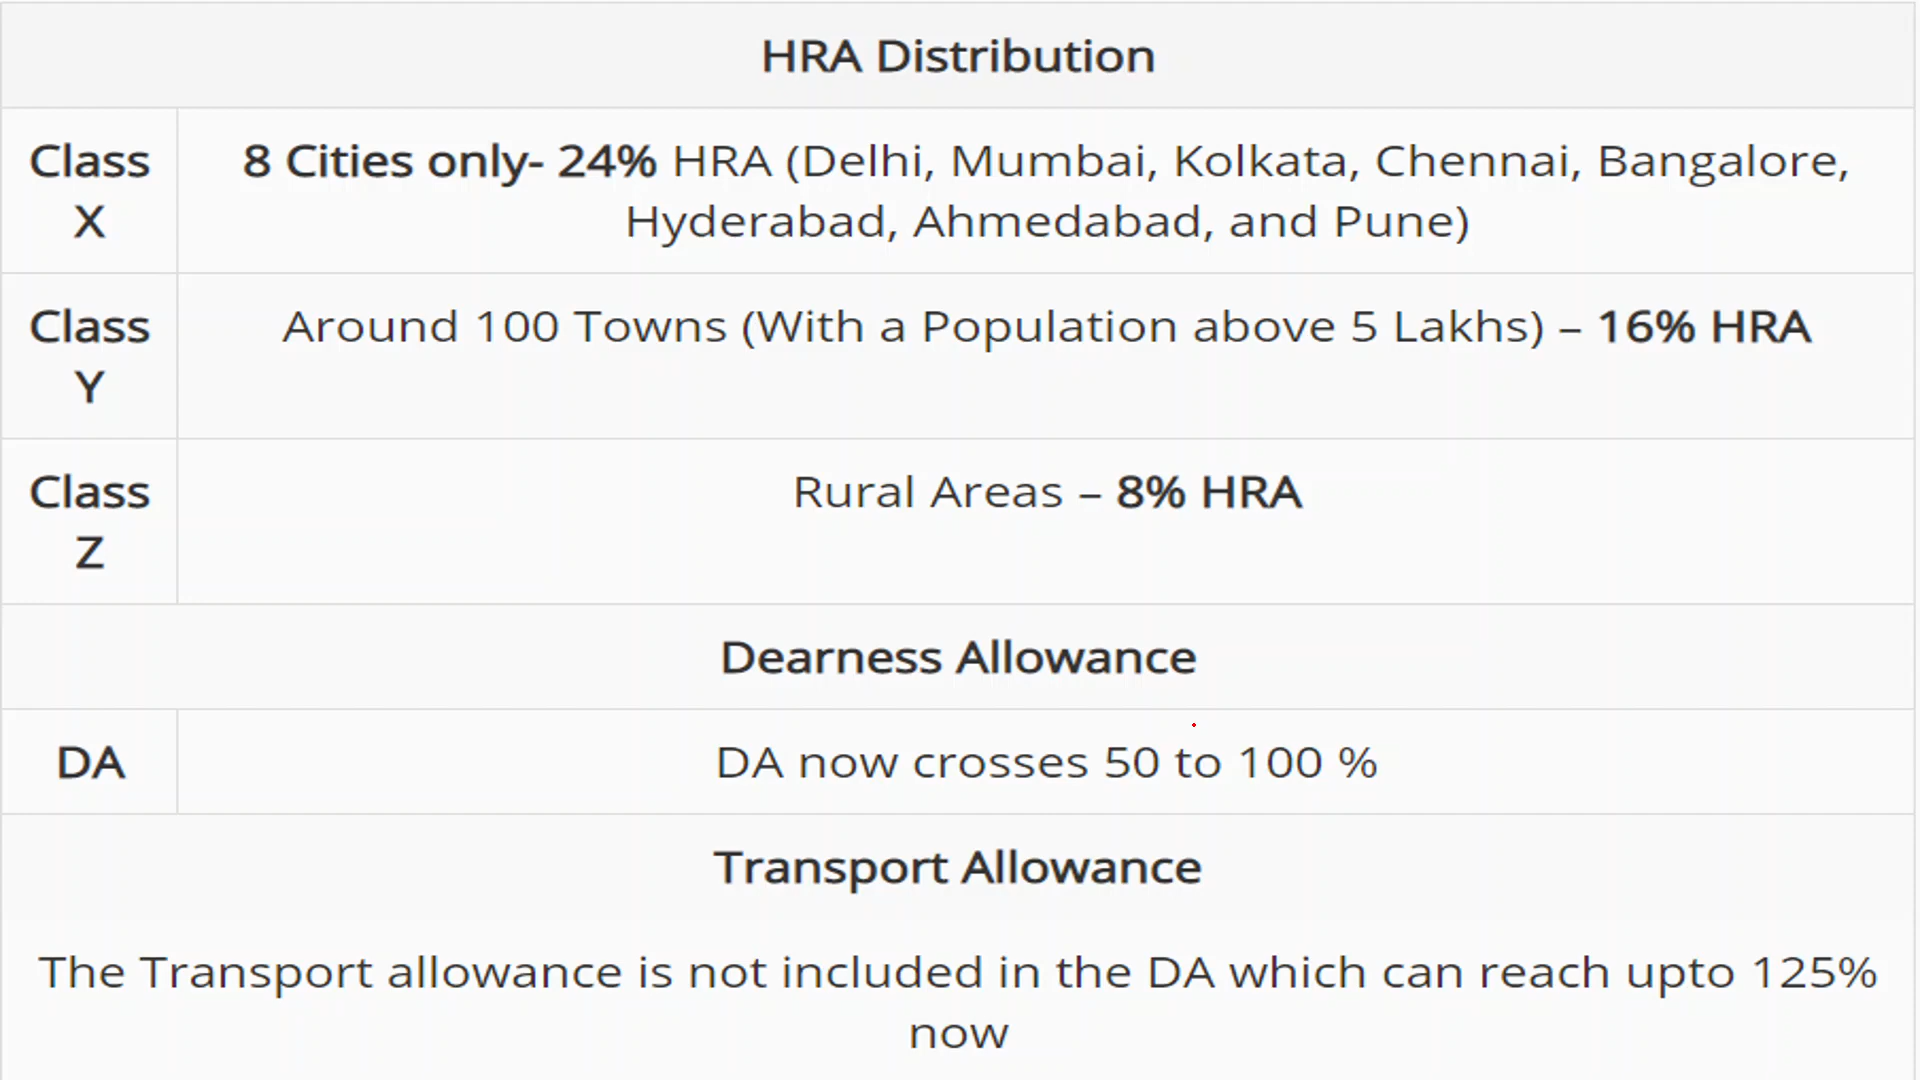 HRA Distribution
Class
X
8 Cities only- 24% HRA (Delhi, Mumbai, Kolkata, Chennai, Bangalore,
Hyderabad, Ahmedabad, and Pune)
Class
Y
Around 100 Towns (With a Population above 5 Lakhs) – 16% HRA
Class
Z
Rural Areas – 8% HRA
Dearness Allowance
DA
DA now crosses 50 to 100 %
Transport Allowance
The Transport allowance is not included in the DA which can reach upto 125%
now